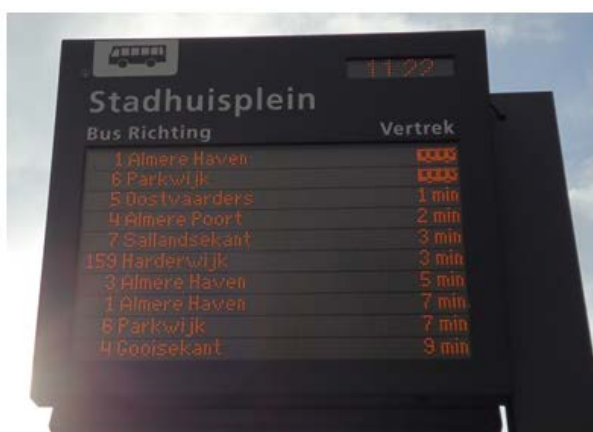 11:22
Stadhuisplein
Bus Richting Vertrek
1 Almere Haven
6 Parkwijk
5 Oostvaarders 1 min
4 Almere Poort 2 min
7 Sallandsekant 3 min
159 Harderwijk 3 min
3 Almere Haven 5 min
1 Almere Haven 7 min
6 Parkwijk 7 min
4 Gooisekant 9 min